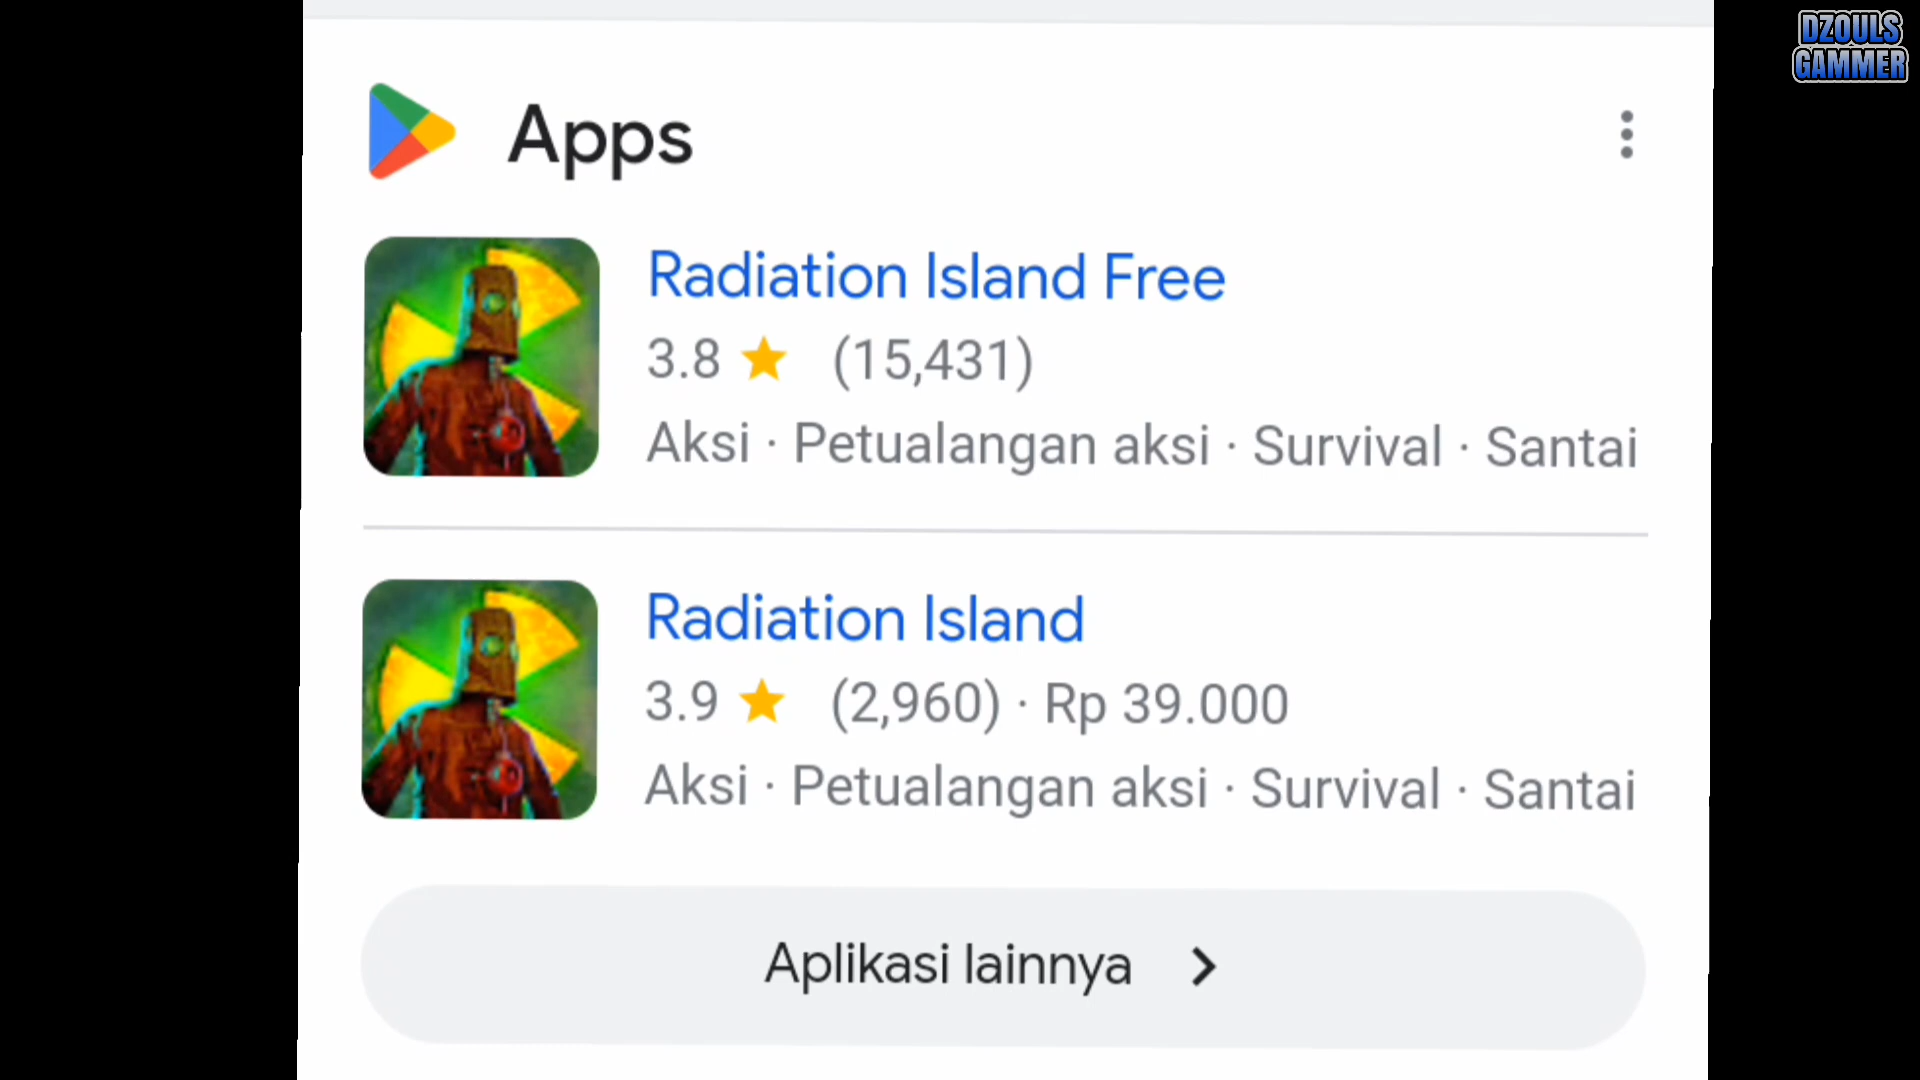 DZOULS
GAMMER
Apps
Radiation Island Free
3.8 ★ (15,431)
Aksi · Petualangan aksi · Survival · Santai
Radiation Island
3.9 ★ (2,960) · Rp 39.000
Aksi · Petualangan aksi · Survival · Santai
Aplikasi lainnya